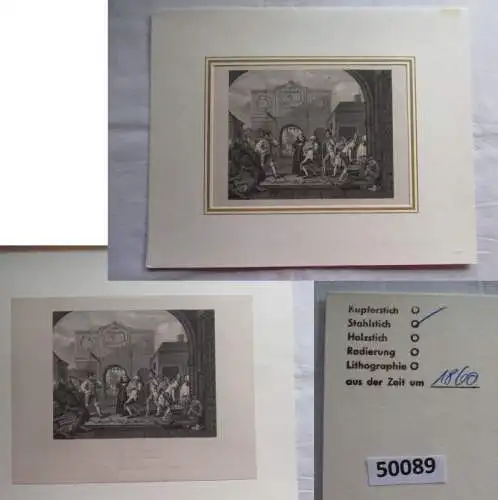 Kupferstich O
Stahlstich O ✓
Holzstich O
Radierung O
Lithographie O
aus der Zeit um 1860
50089